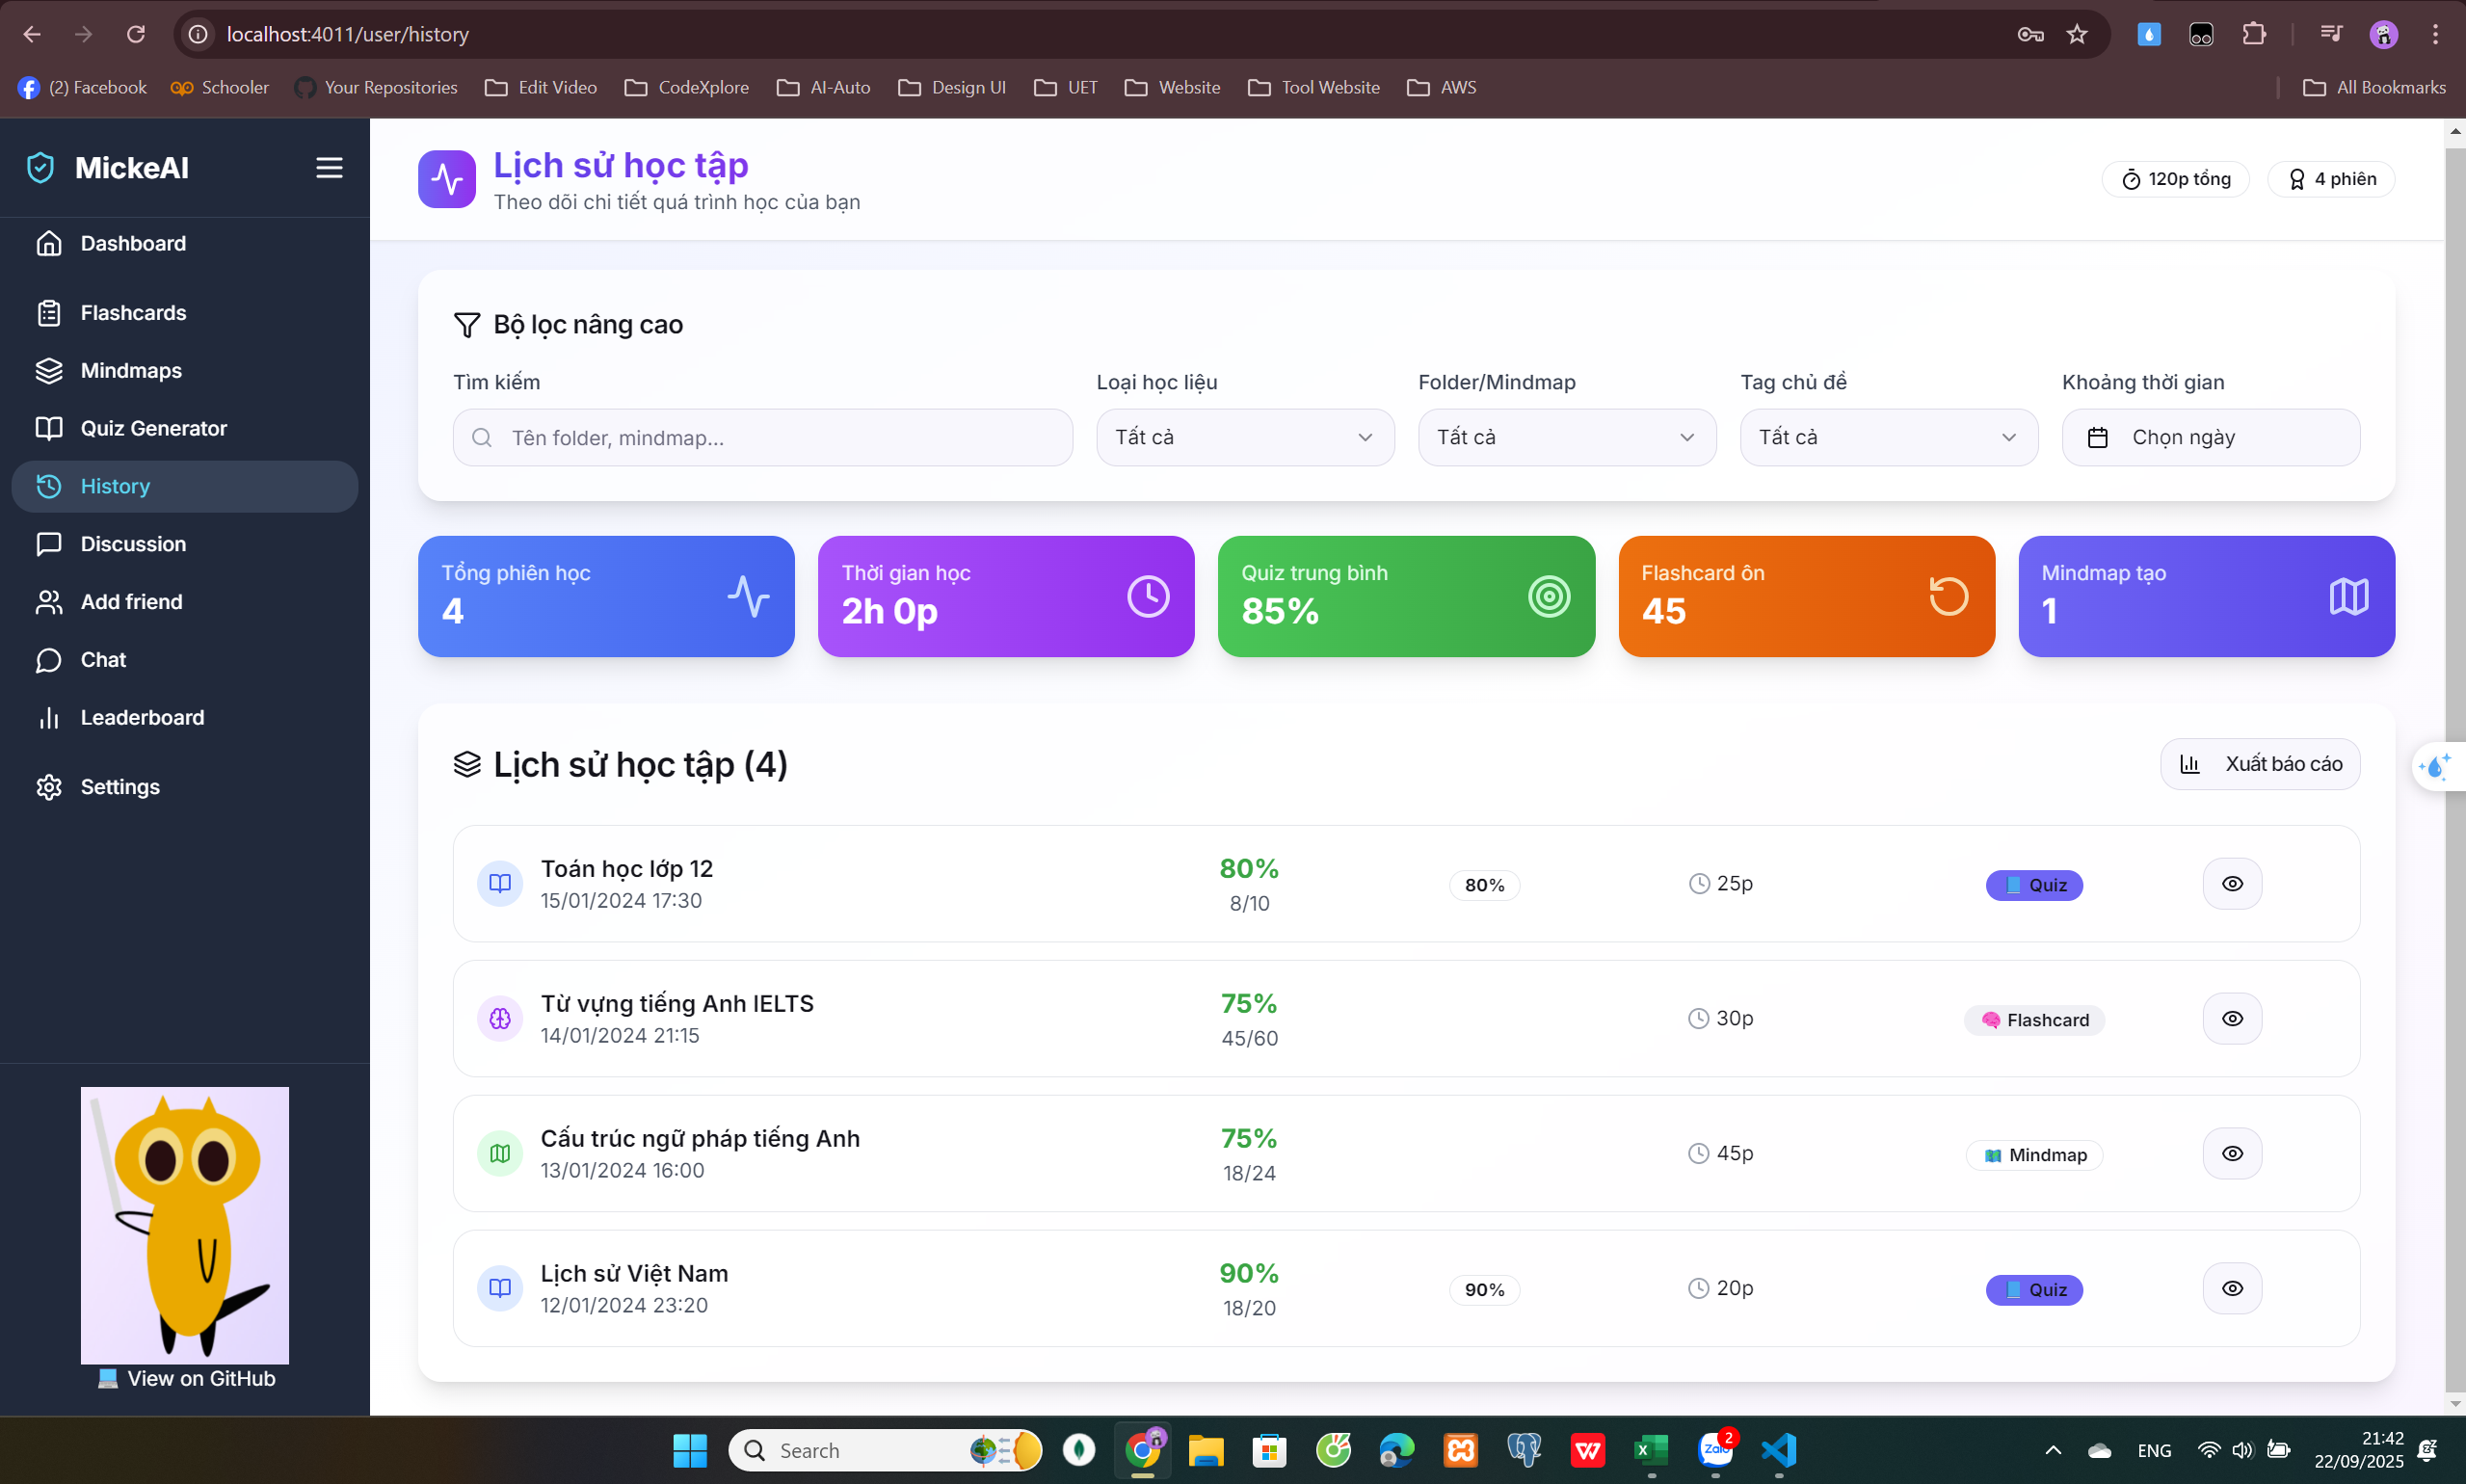 localhost:4011/user/history
(2) Facebook
Schooler
Your Repositories
Edit Video
CodeXplore
AI-Auto
Design UI
UET
Website
Tool Website
AWS
All Bookmarks
MickeAI
Dashboard
Flashcards
Mindmaps
Quiz Generator
History
Discussion
Add friend
Chat
Leaderboard
Settings
View on GitHub
Lịch sử học tập
Theo dõi chi tiết quá trình học của bạn
120p tổng
4 phiên
Bộ lọc nâng cao
Tìm kiếm
Tên folder, mindmap...
Loại học liệu
Tất cả
Folder/Mindmap
Tất cả
Tag chủ đề
Tất cả
Khoảng thời gian
Chọn ngày
Tổng phiên học
4
Thời gian học
2h 0p
Quiz trung bình
85%
Flashcard ôn
45
Mindmap tạo
1
Lịch sử học tập (4)
Xuất báo cáo
Toán học lớp 12
15/01/2024 17:30
80%
8/10
80%
25p
Quiz
Từ vựng tiếng Anh IELTS
14/01/2024 21:15
75%
45/60
30p
Flashcard
Cấu trúc ngữ pháp tiếng Anh
13/01/2024 16:00
75%
18/24
45p
Mindmap
Lịch sử Việt Nam
12/01/2024 23:20
90%
18/20
90%
20p
Quiz
Search
Zalo
2
ENG
21:42
22/09/2025